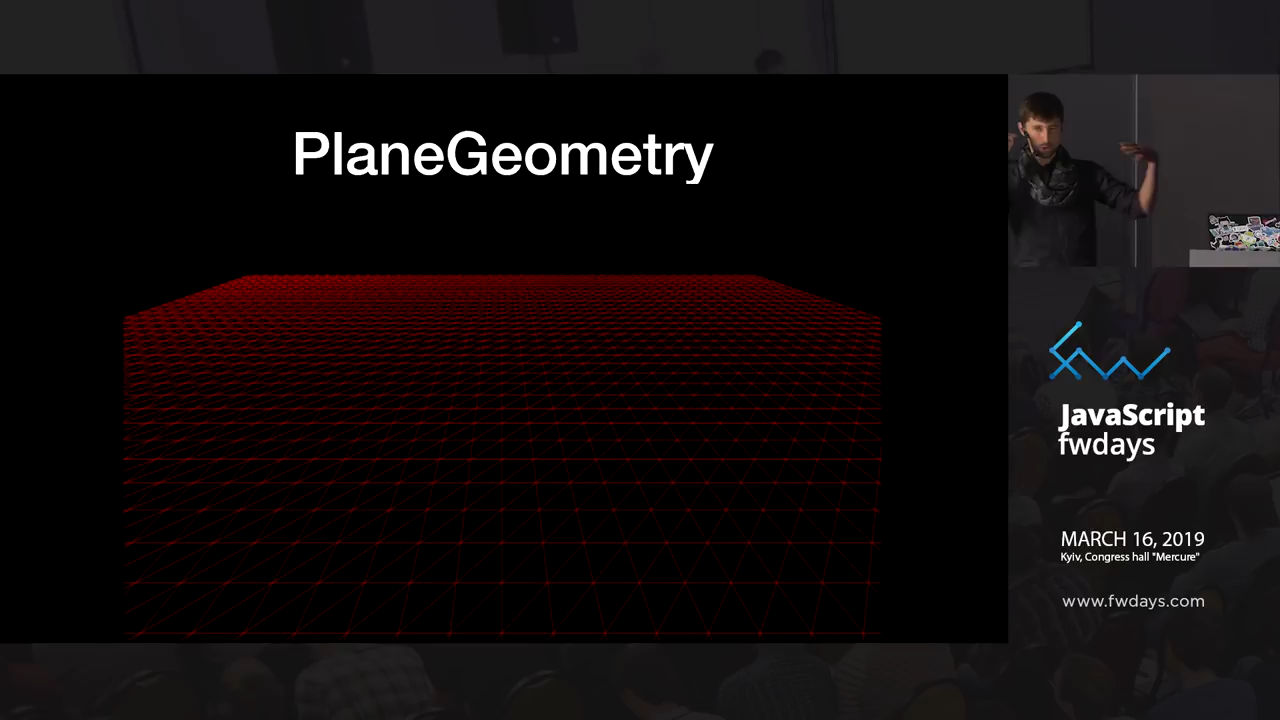 PlaneGeometry
JavaScript
fwdays
MARCH 16, 2019
Kyiv, Congress hall "Mercure"
www.fwdays.com